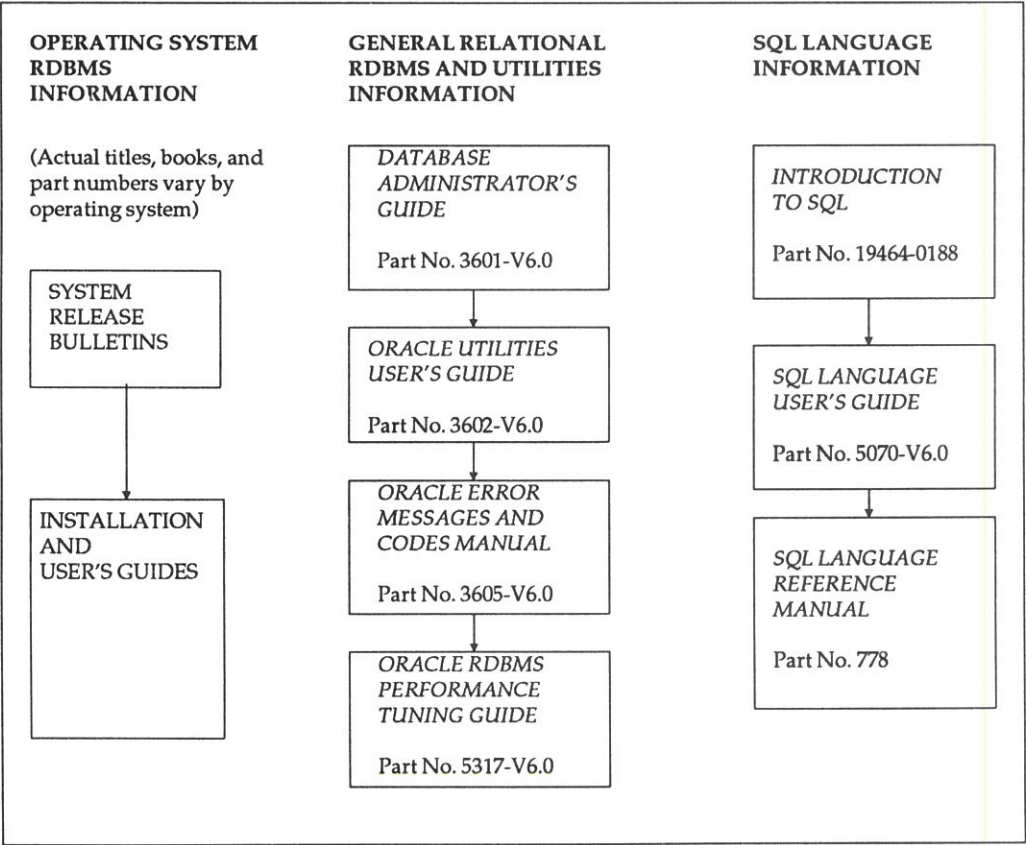 OPERATING SYSTEM
RDBMS
INFORMATION
(Actual titles, books, and
part numbers vary by
operating system)
SYSTEM
RELEASE
BULLETINS
INSTALLATION
AND
USER'S GUIDES
GENERAL RELATIONAL
RDBMS AND UTILITIES
INFORMATION
DATABASE
ADMINISTRATOR'S
GUIDE
Part No. 3601-V6.0
ORACLE UTILITIES
USER'S GUIDE
Part No. 3602-V6.0
ORACLE ERROR
MESSAGES AND
CODES MANUAL
Part No. 3605-V6.0
ORACLE RDBMS
PERFORMANCE
TUNING GUIDE
Part No. 5317-V6.0
SQL LANGUAGE
INFORMATION
INTRODUCTION
TO SQL
Part No. 19464-0188
SQL LANGUAGE
USER'S GUIDE
Part No. 5070-V6.0
SQL LANGUAGE
REFERENCE
MANUAL
Part No. 778